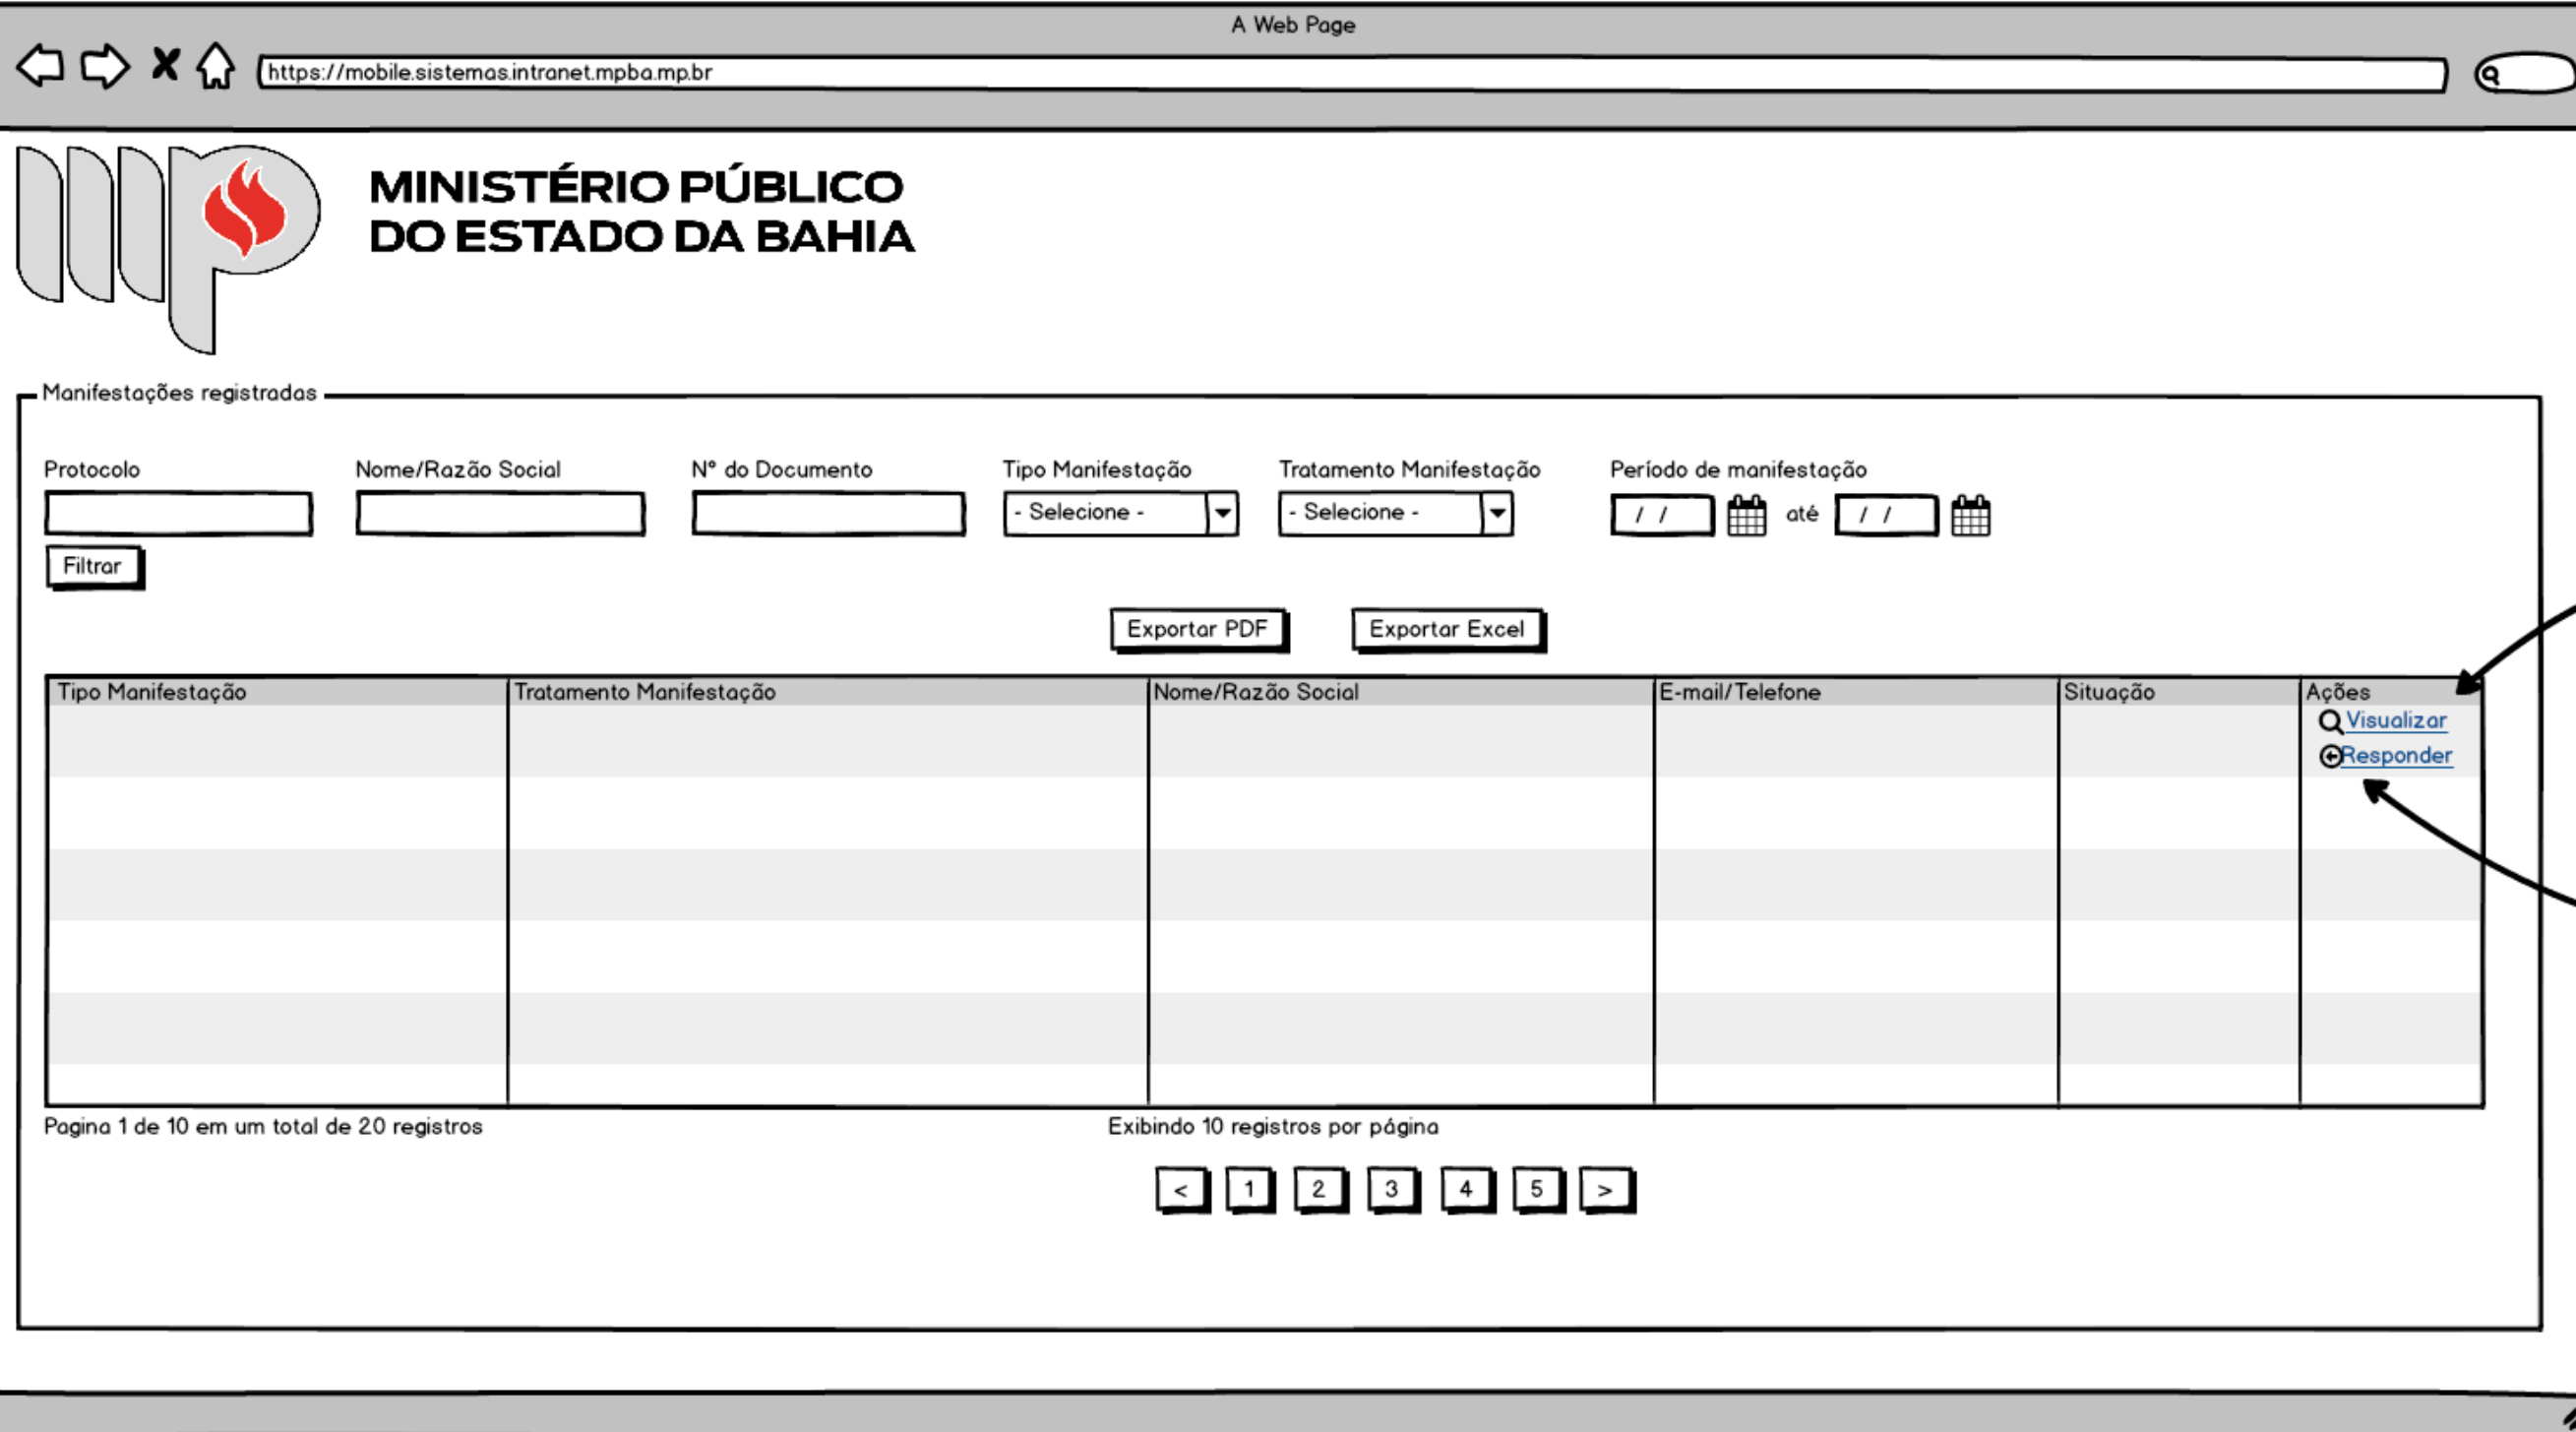 A Web Page
https://mobile.sistemas.intranet.mpba.mp.br
mp
MINISTÉRIO PÚBLICO
DO ESTADO DA BAHIA
Manifestações registradas
Protocolo Nome/Razão Social Nº do Documento Tipo Manifestação Tratamento Manifestação Período de manifestação
- Selecione - - Selecione - / / até / /
Filtrar
Exportar PDF Exportar Excel
Tipo Manifestação Tratamento Manifestação Nome/Razão Social E-mail/Telefone Situação Ações
Visualizar
Responder
Pagina 1 de 10 em um total de 20 registros Exibindo 10 registros por página
< 1 2 3 4 5 >